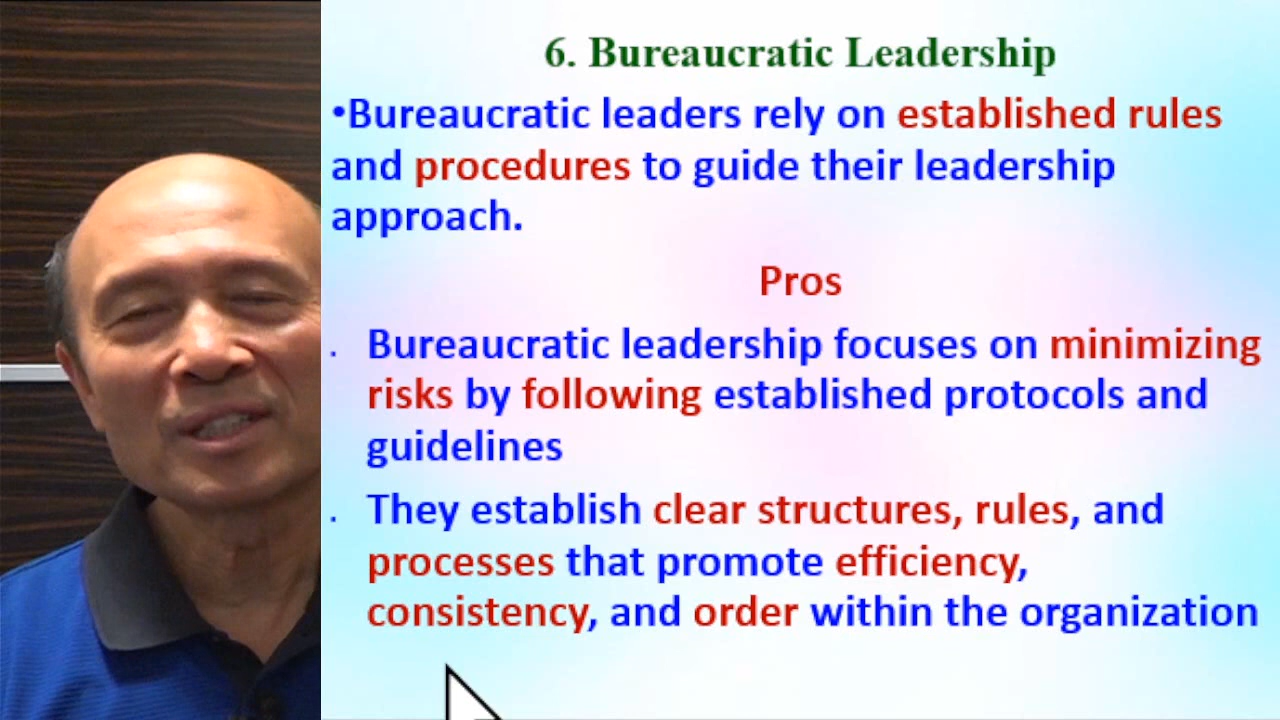 6. Bureaucratic Leadership
•Bureaucratic leaders rely on established rules
and procedures to guide their leadership
approach.
Pros
. Bureaucratic leadership focuses on minimizing
risks by following established protocols and
guidelines
. They establish clear structures, rules, and
processes that promote efficiency,
consistency, and order within the organization